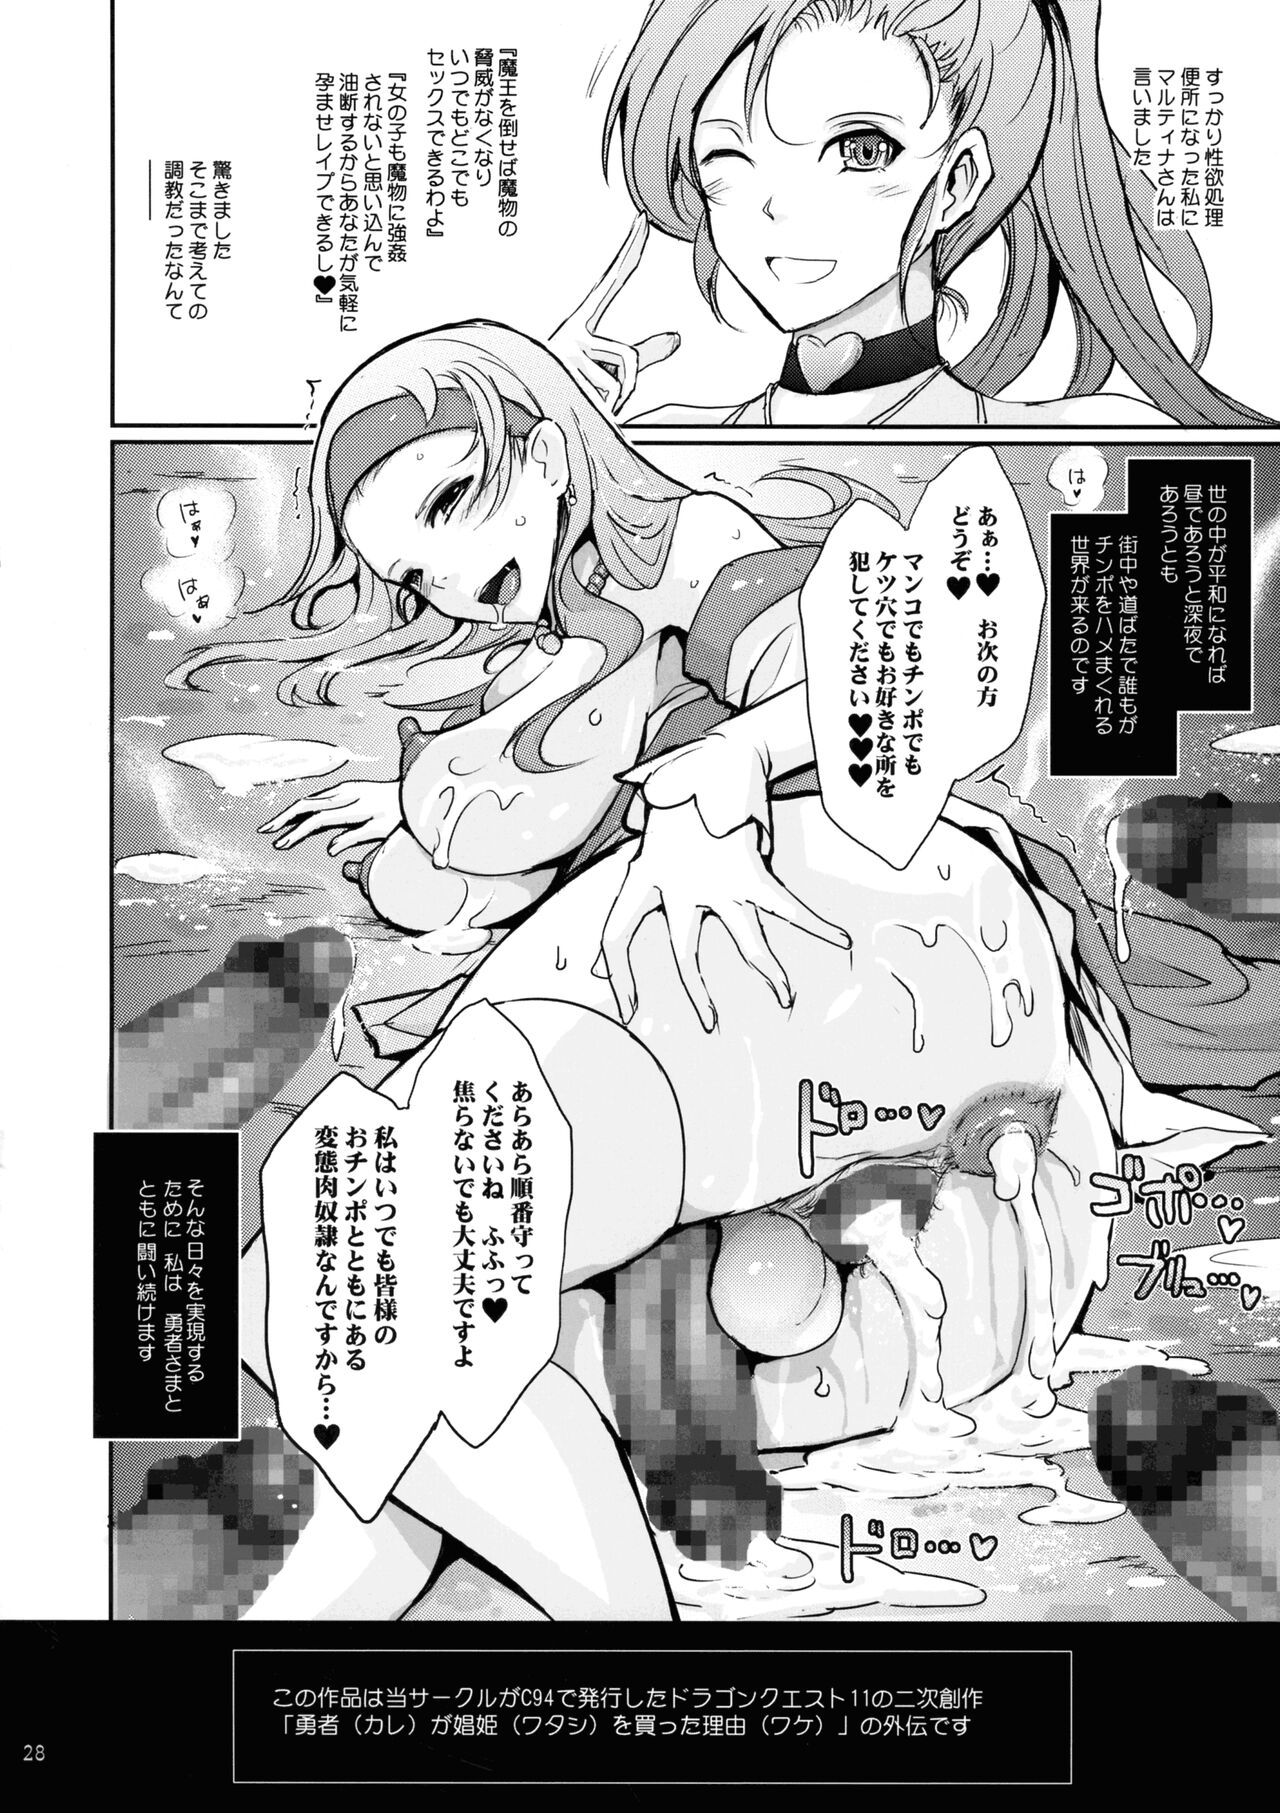 すっかり性欲処理
便所になった私に
マルティナさんは
言いました
『魔王を倒せば魔物の
脅威がなくなり
いつでもどこでも
セックスできるわよ』
『女の子も魔物に強姦
されないと思い込んで
油断するからあなたが気軽に
孕ませレイプできるし♥』
驚きました
そこまで考えての
調教だったなんて
――
世の中が平和になれば
昼であろうと深夜で
あろうとも
街中や道ばたで誰もが
チンポをハメまくれる
世界が来るのです
は♥
あぁ…♥ お次の方
どうぞ♥
マンコでもチンポでも
ケツ穴でもお好きな所を
犯してください♥♥♥
はぁ♥
はぁ♥
あらあら順番守って
くださいね ふふっ♥
焦らないでも大丈夫ですよ
私はいつでも皆様の
おチンポとともにある
変態肉奴隷なんですから…♥
ドロ…♥
ゴポ…♥
ブリュ…♥
ドロ…♥
そんな日々を実現する
ために 私は 勇者さまと
ともに闘い続けます
この作品は当サークルがC94で発行したドラゴンクエスト11の二次創作
「勇者（カレ）が娼姫（ワタシ）を買った理由（ワケ）」の外伝です
28